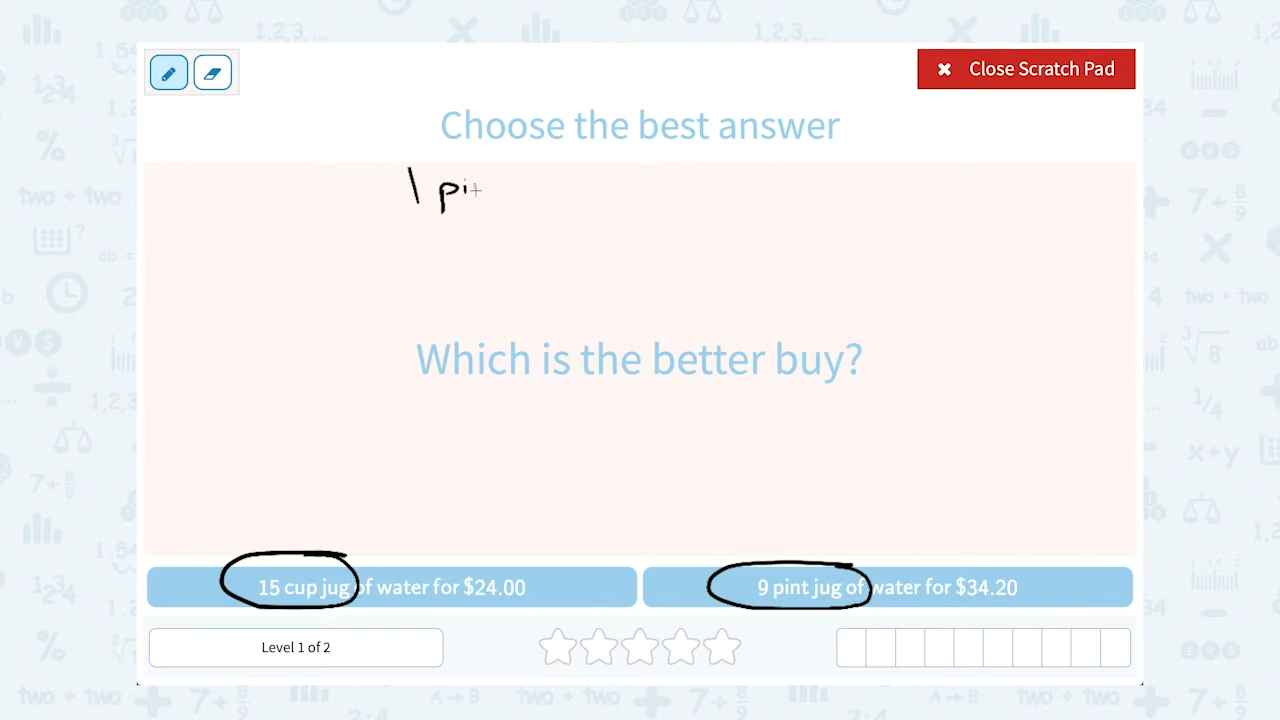 Close Scratch Pad
Choose the best answer
1 pi
Which is the better buy?
15 cup jug of water for $24.00
9 pint jug of water for $34.20
Level 1 of 2